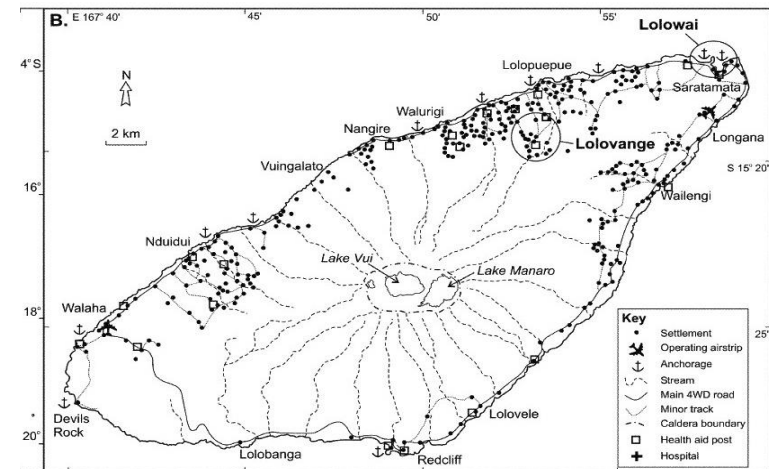 B.
E 167° 40'
45'
50'
55'
4° S
N
2 km
16°
18°
20°
S 15° 20'
25'
Lolowai
Lolopuepue
Saratamata
Walurigi
Longana
Nangire
Lolovange
Vuingalato
Wailengi
Nduidui
Lake Vui
Lake Manaro
Walaha
Devils
Rock
Lolobanga
Redcliff
Lolovele
Key
Settlement
Operating airstrip
Anchorage
Stream
Main 4WD road
Minor track
Caldera boundary
Health aid post
Hospital